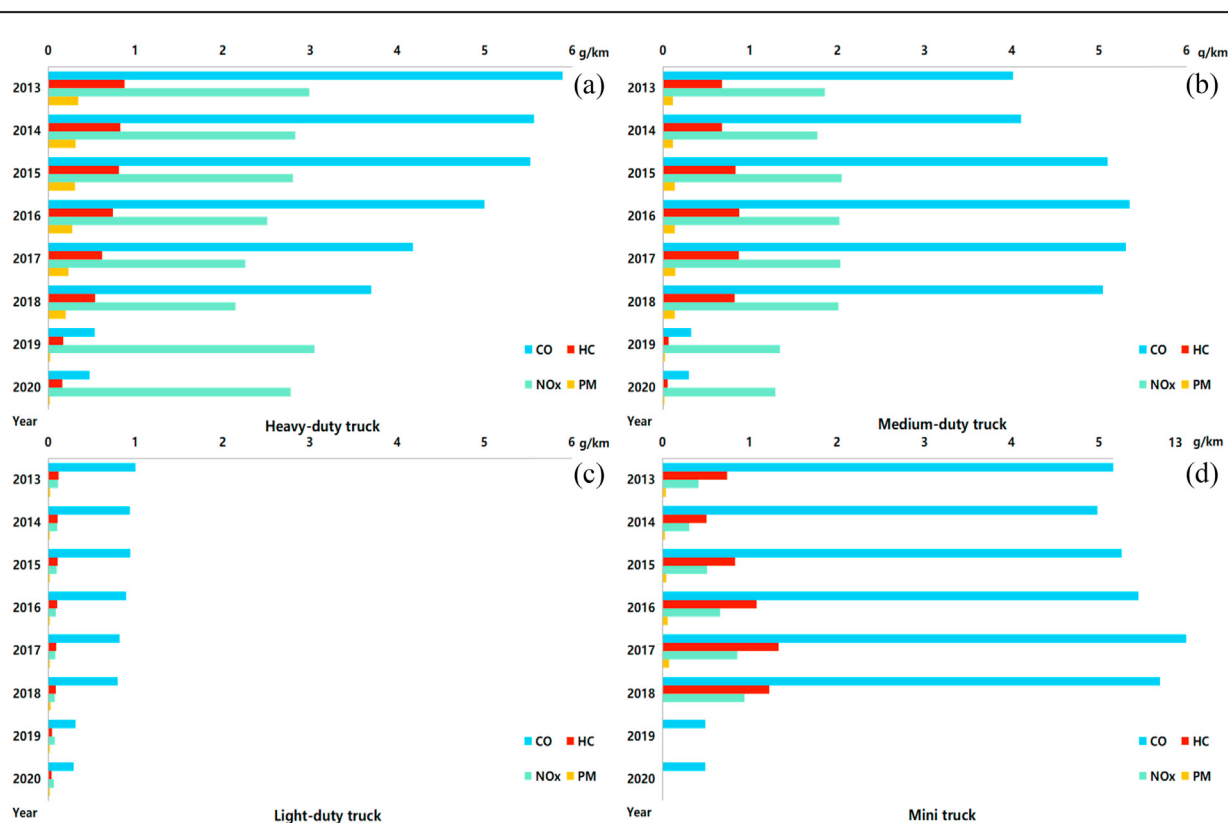 0 1 2 3 4 5 6 g/km
(a)
2013
2014
2015
2016
2017
2018
2019
2020
CO HC
NOx PM
Year
Heavy-duty truck
0 1 2 3 4 5 6 g/km
(b)
2013
2014
2015
2016
2017
2018
2019
2020
CO HC
NOx PM
Year
Medium-duty truck
0 1 2 3 4 5 6 g/km
(c)
2013
2014
2015
2016
2017
2018
2019
2020
CO HC
NOx PM
Year
Light-duty truck
0 1 2 3 4 5 13 g/km
(d)
2013
2014
2015
2016
2017
2018
2019
2020
CO HC
NOx PM
Year
Mini truck